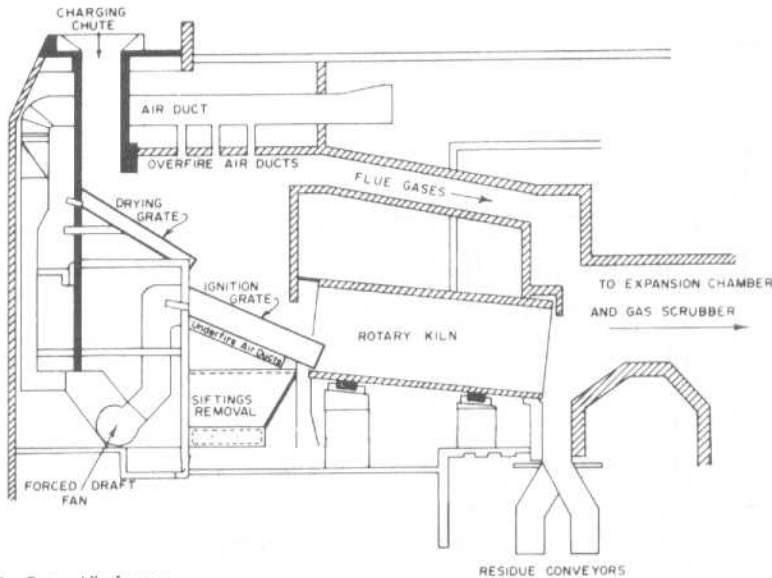 CHARGING
CHUTE
AIR DUCT
OVERFIRE AIR DUCTS
FLUE GASES
DRYING
GRATE
IGNITION
GRATE
TO EXPANSION CHAMBER
AND GAS SCRUBBER
Underfire Air Ducts
ROTARY KILN
SIFTINGS
REMOVAL
FORCED DRAFT
FAN
RESIDUE CONVEYORS